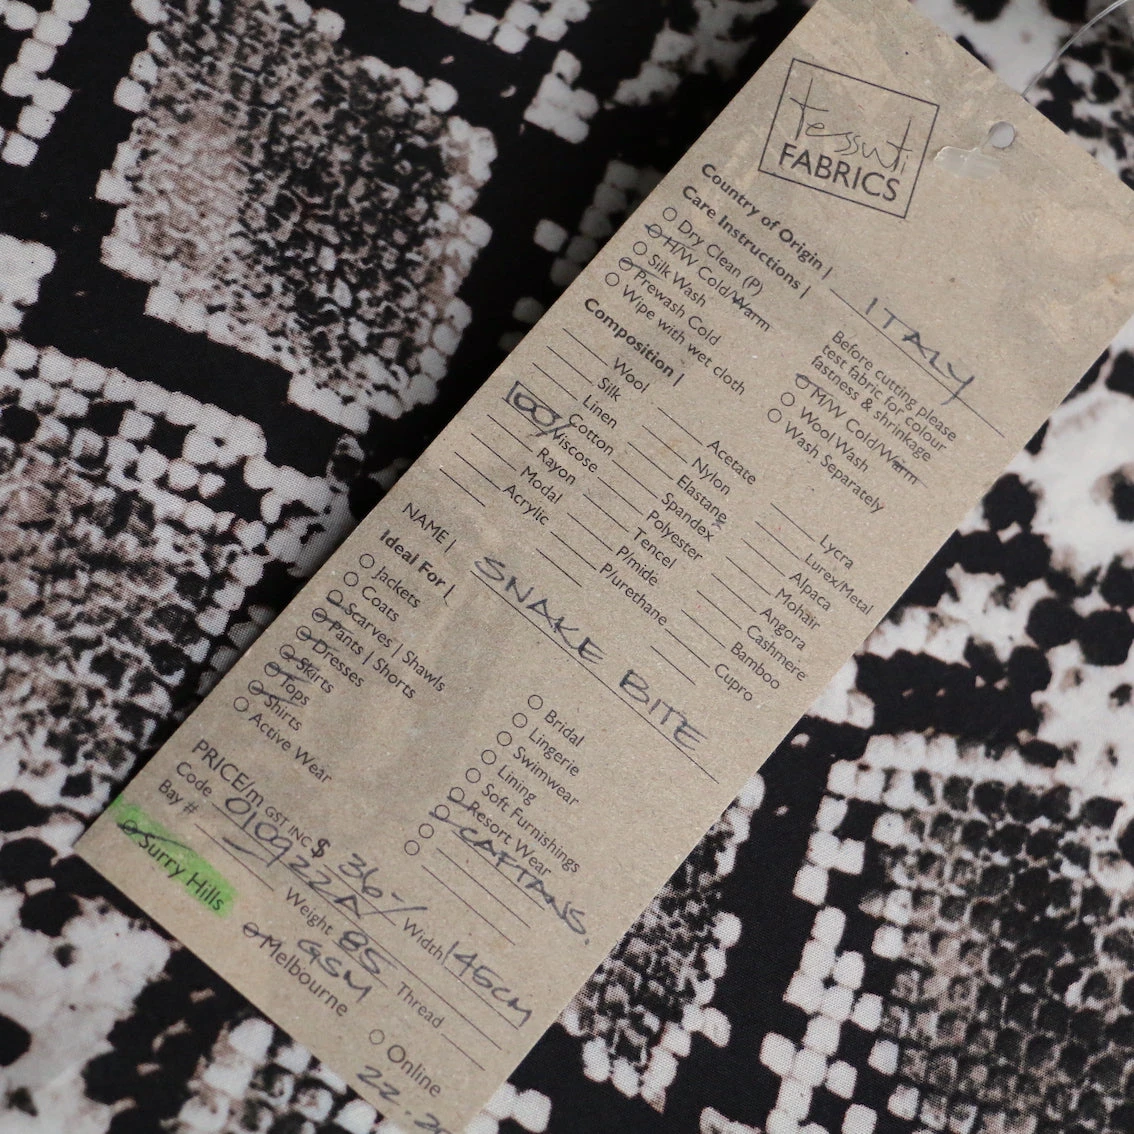 tessuti
FABRICS
Country of Origin | ITALY
Care Instructions |
Dry Clean (P)
H/W Cold/Warm
Silk Wash
Prewash Cold
Wipe with wet cloth
Before cutting please
test fabric for colour
fastness & shrinkage
M/W Cold/Warm
Wool Wash
Wash Separately
Composition |
Wool
Silk
Linen
100/ Cotton
Viscose
Rayon
Modal
Acrylic
Acetate
Nylon
Elastane
Spandex
Polyester
Tencel
P/mide
P/urethane
Lycra
Lurex/Metal
Alpaca
Mohair
Angora
Cashmere
Bamboo
Cupro
NAME | SNAKE BITE
Ideal For |
Jackets
Coats
Scarves | Shawls
Pants | Shorts
Dresses
Skirts
Tops
Shirts
Active Wear
Bridal
Lingerie
Swimwear
Lining
Soft Furnishings
Resort Wear
CAFTANS.
PRICE/m GST INC $ 36-/ Width 145cm
Code 010922A
Weight 85 GSM Thread
Bay #
Surry Hills
Melbourne
Online